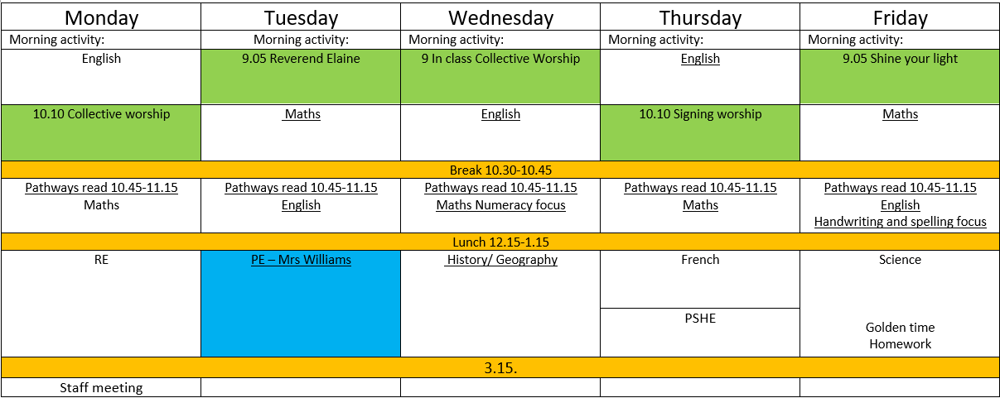 Monday Tuesday Wednesday Thursday Friday
Morning activity: Morning activity: Morning activity: Morning activity: Morning activity:
English 9.05 Reverend Elaine 9 In class Collective Worship English 9.05 Shine your light
10.10 Collective worship Maths English 10.10 Signing worship Maths
Break 10.30-10.45
Pathways read 10.45-11.15 Pathways read 10.45-11.15 Pathways read 10.45-11.15 Pathways read 10.45-11.15 Pathways read 10.45-11.15
Maths English Maths Numeracy focus Maths English
Handwriting and spelling focus
Lunch 12.15-1.15
RE PE – Mrs Williams History/ Geography French Science
PSHE
Golden time
Homework
3.15.
Staff meeting